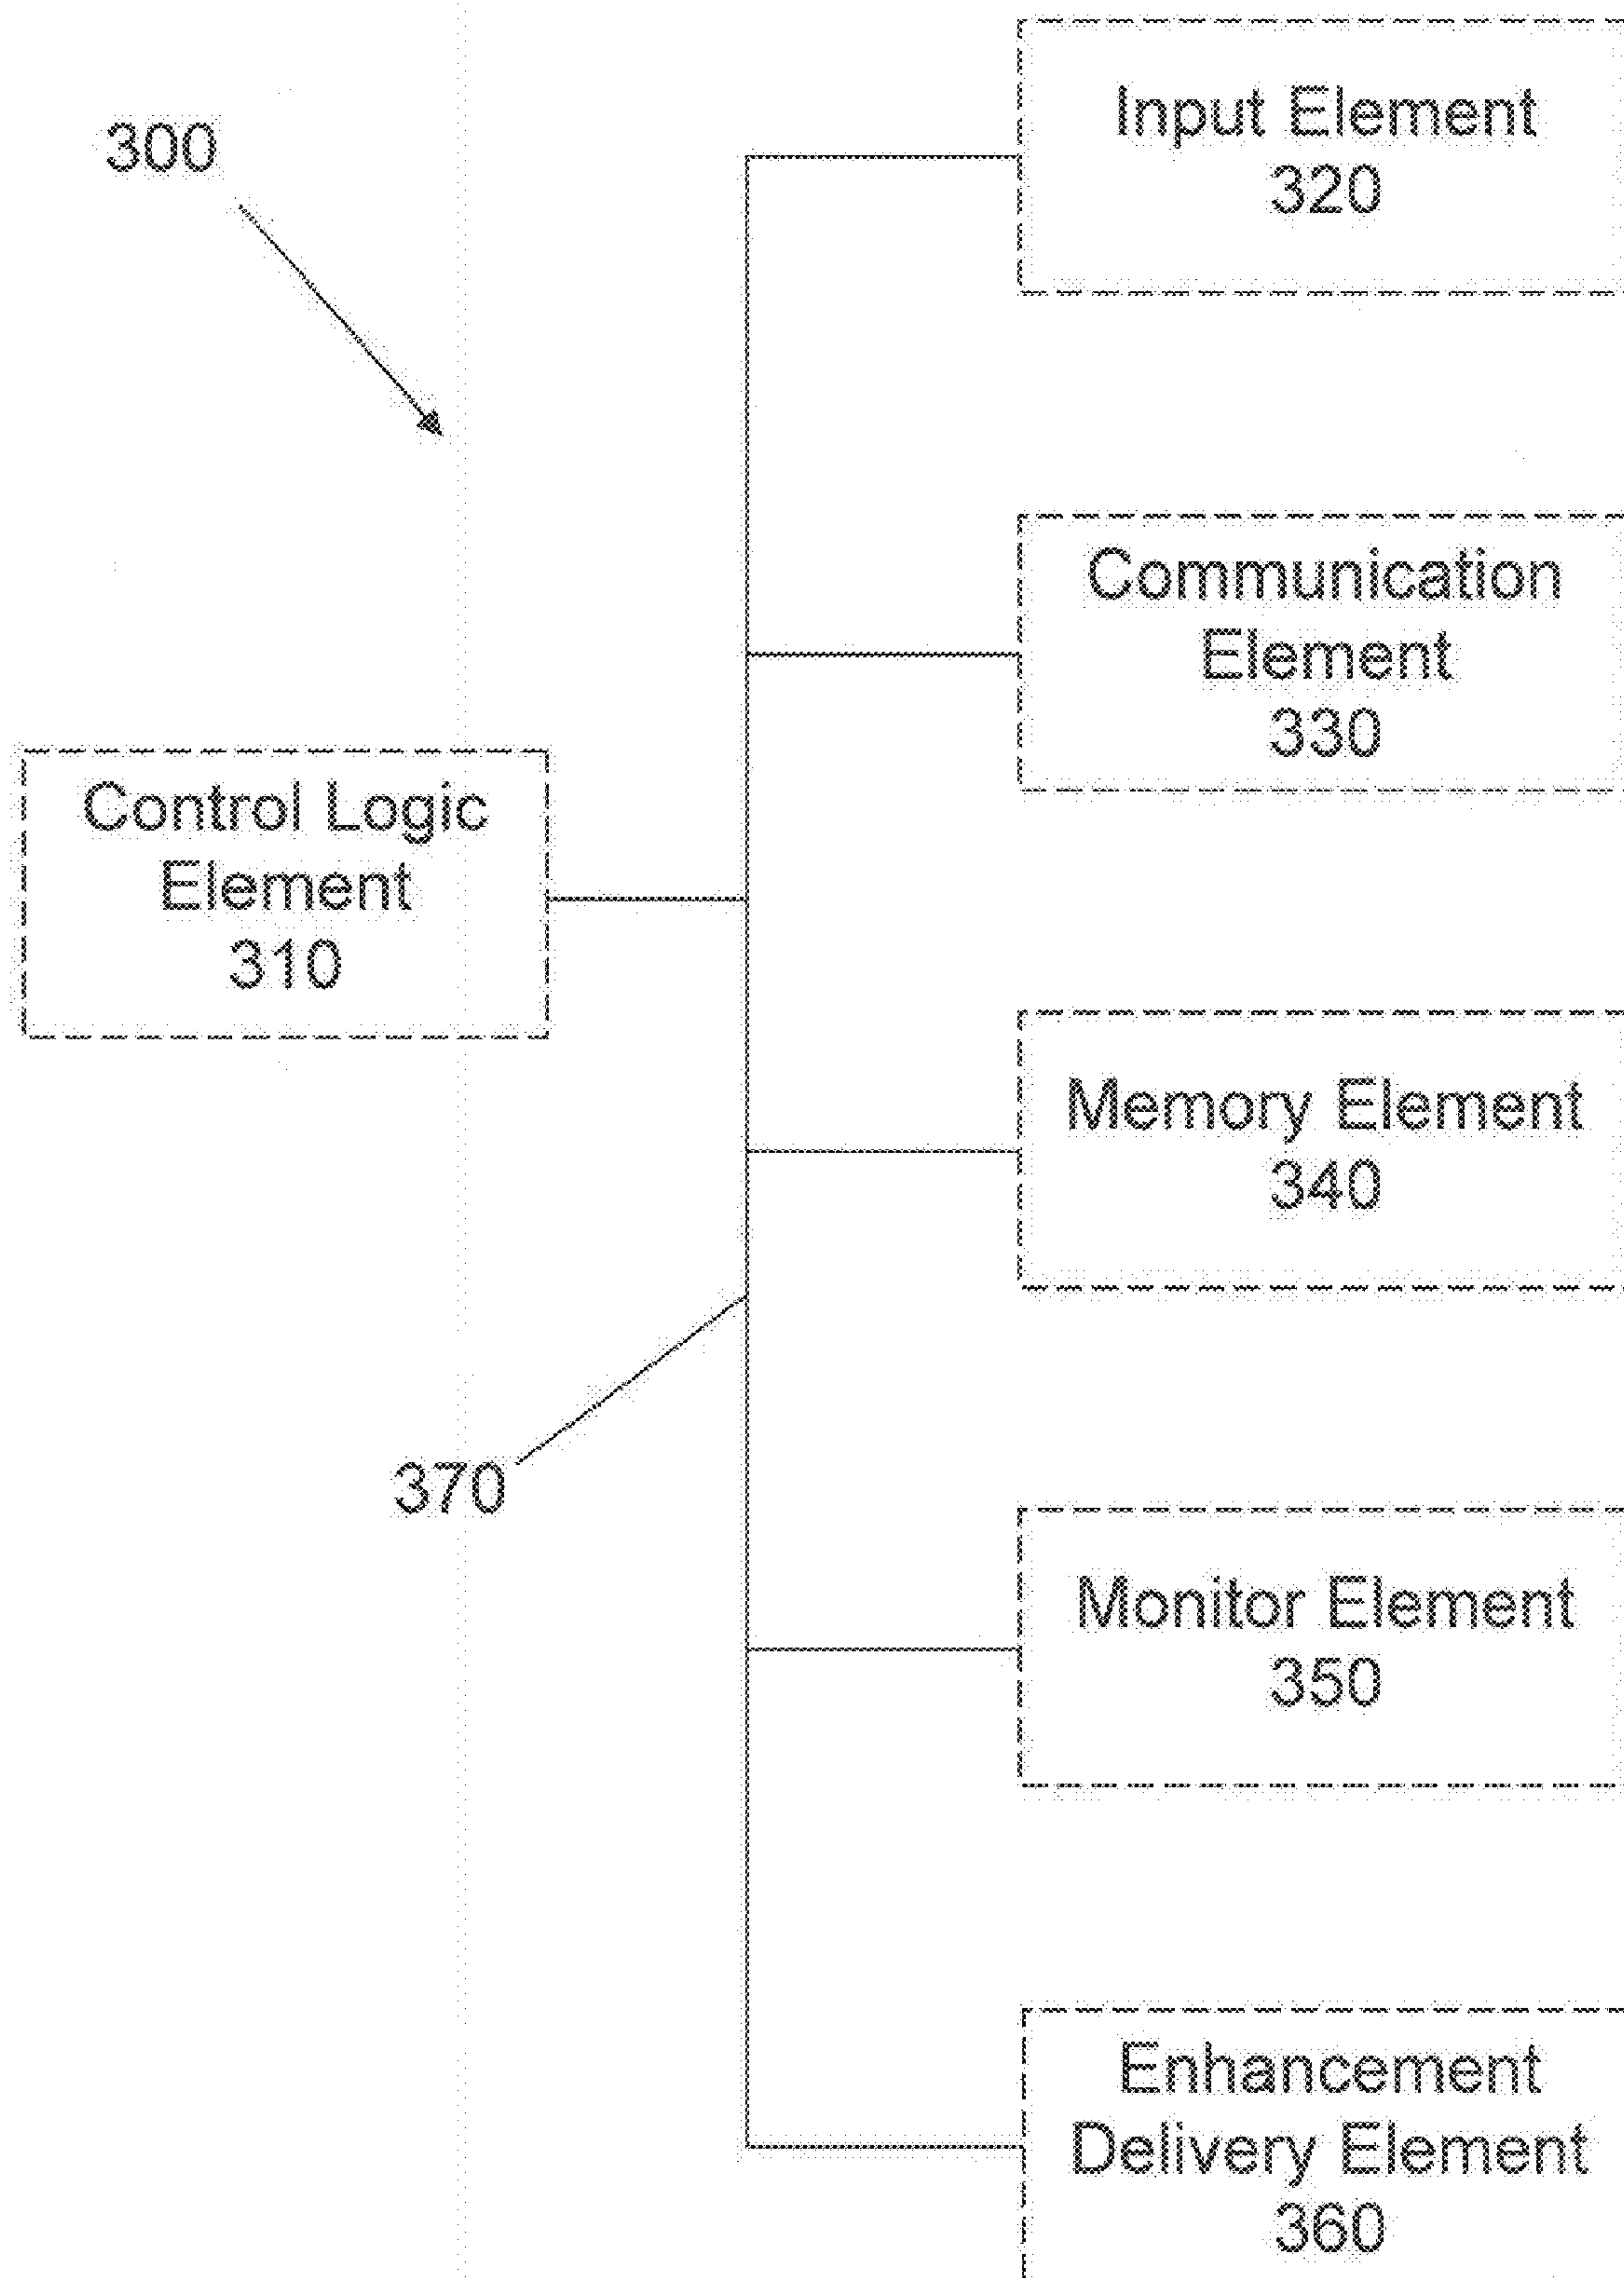 300
Input Element
320
Communication
Element
330
Control Logic
Element
310
Memory Element
340
370
Monitor Element
350
Enhancement
Delivery Element
360